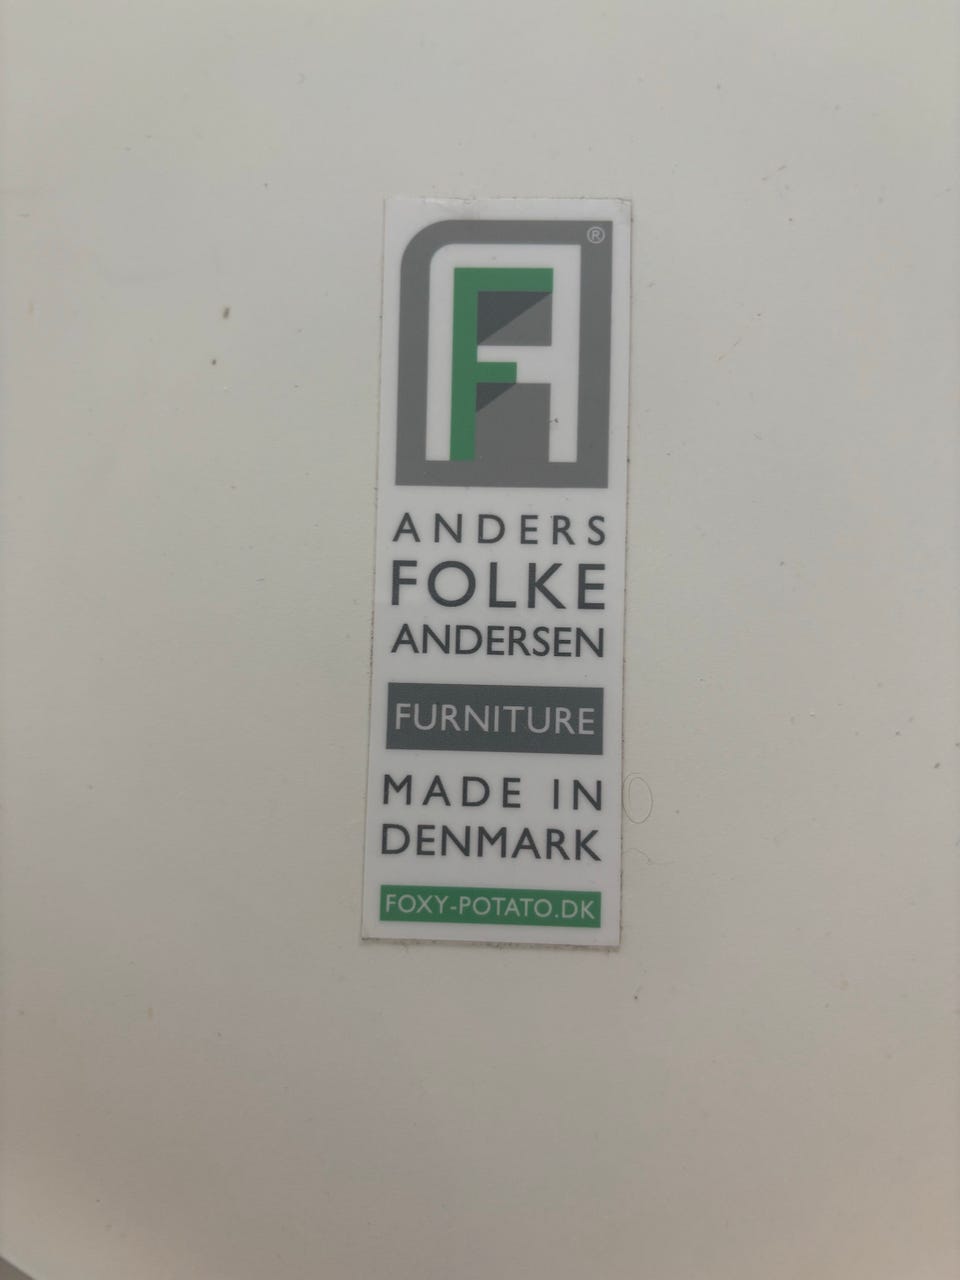 ®
ANDERS
FOLKE
ANDERSEN
FURNITURE
MADE IN
DENMARK
FOXY-POTATO.DK